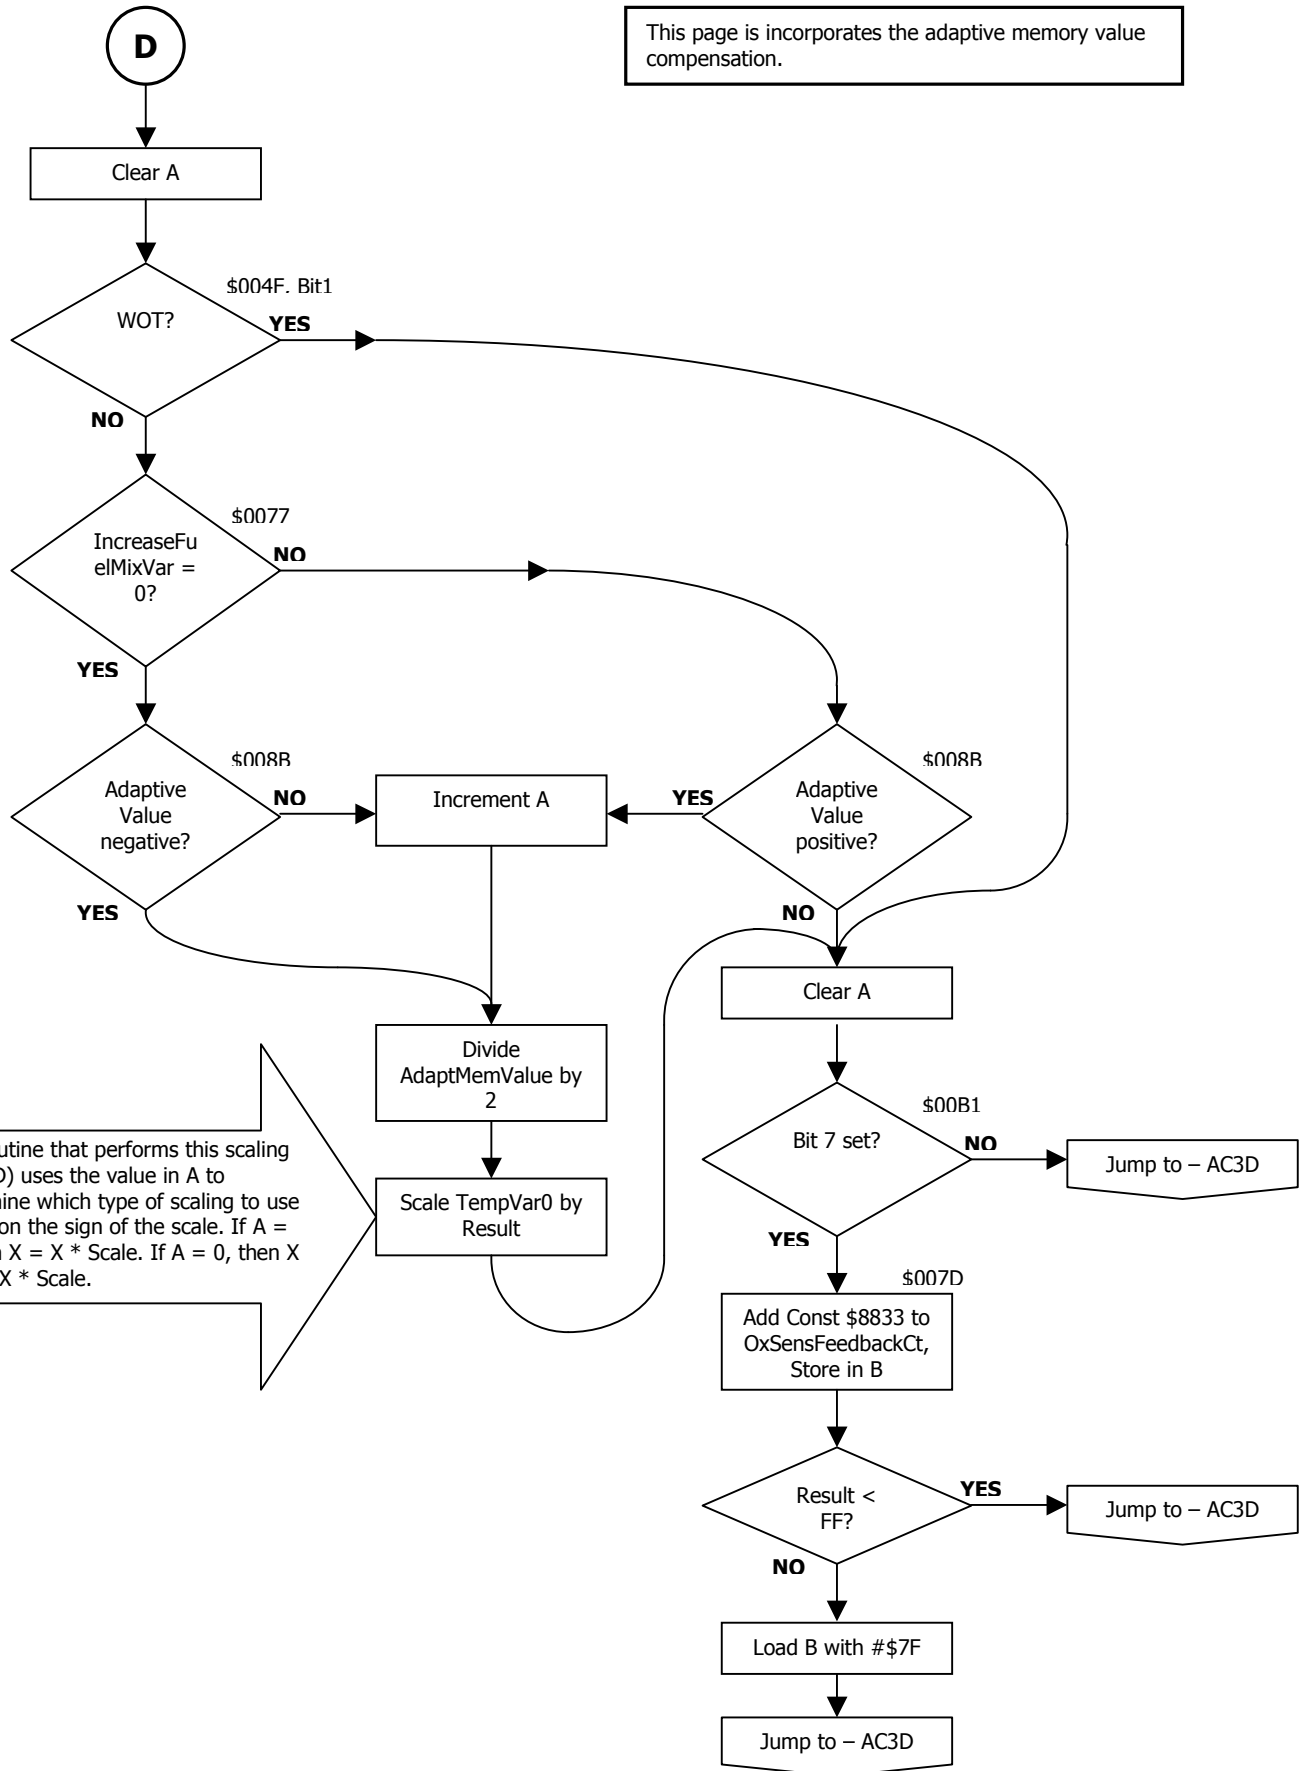 D
This page is incorporates the adaptive memory value
compensation.
Clear A
$004F, Bit1
WOT?
YES
NO
$0077
IncreaseFu
elMixVar =
0?
NO
YES
$008B
Adaptive
Value
negative?
NO
YES
Increment A
$008B
Adaptive
Value
positive?
YES
NO
Clear A
Divide
AdaptMemValue by
2
$00B1
Bit 7 set?
NO
Jump to – AC3D
YES
utine that performs this scaling
D) uses the value in A to
nine which type of scaling to use
on the sign of the scale. If A =
X = X * Scale. If A = 0, then X
X * Scale.
Scale TempVar0 by
Result
$007D
Add Const $8833 to
OxSensFeedbackCt,
Store in B
Result <
FF?
YES
Jump to – AC3D
NO
Load B with #$7F
Jump to – AC3D